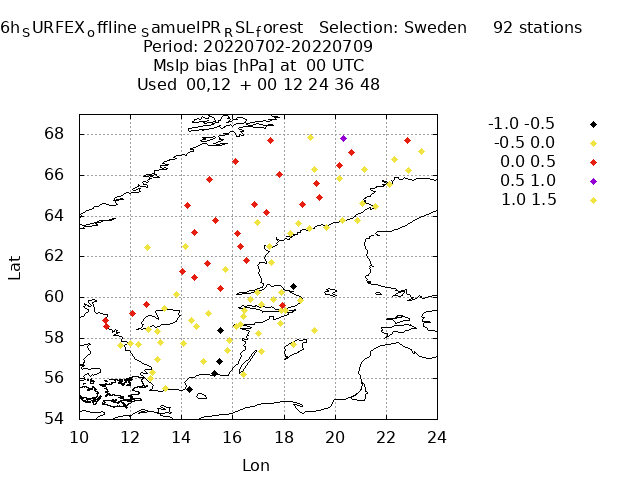 6h_SURFEX_offline_SamuelPR_RSL_forest Selection: Sweden 92 stations
Period: 20220702-20220709
Mslp bias [hPa] at 00 UTC
Used 00,12 + 00 12 24 36 48
-1.0 -0.5
-0.5 0.0
0.0 0.5
0.5 1.0
1.0 1.5
68
66
64
62
60
58
56
54
Lat
10 12 14 16 18 20 22 24
Lon